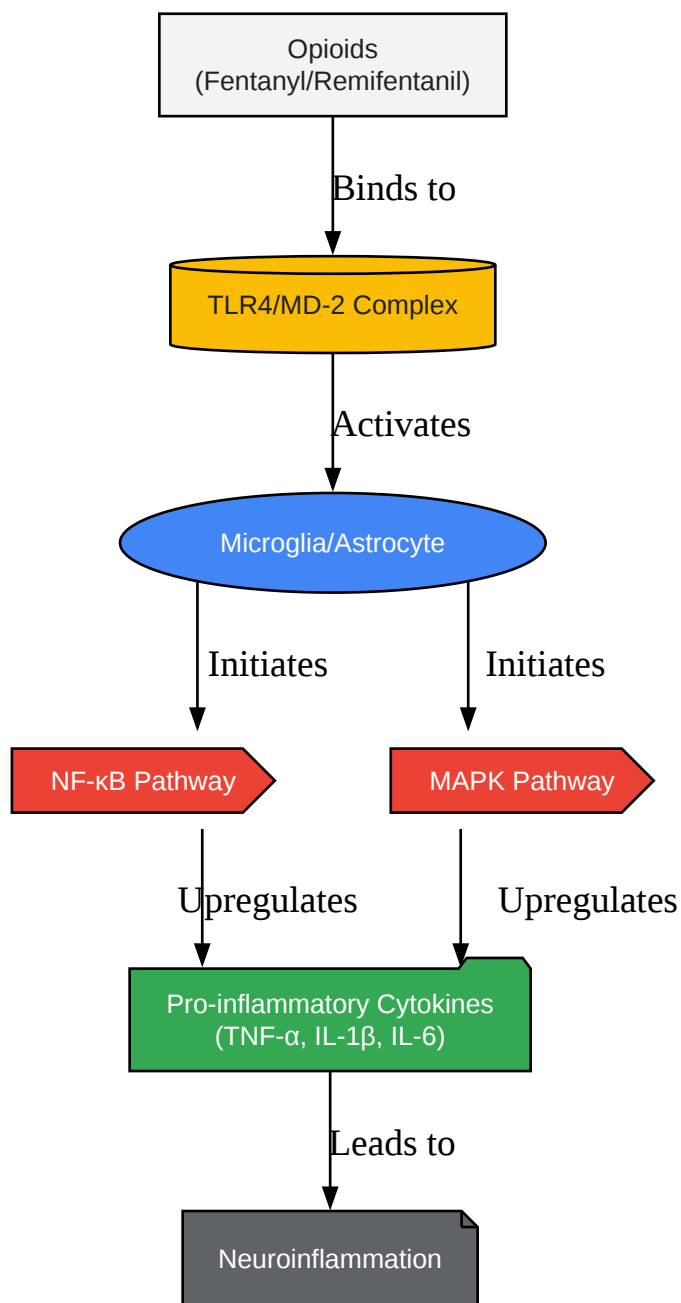 Opioids
(Fentanyl/Remifentanil)
Binds to
TLR4/MD-2 Complex
Activates
Microglia/Astrocyte
Initiates
Initiates
NF-κB Pathway
MAPK Pathway
Upregulates
Upregulates
Pro-inflammatory Cytokines
(TNF-α, IL-1β, IL-6)
Leads to
Neuroinflammation